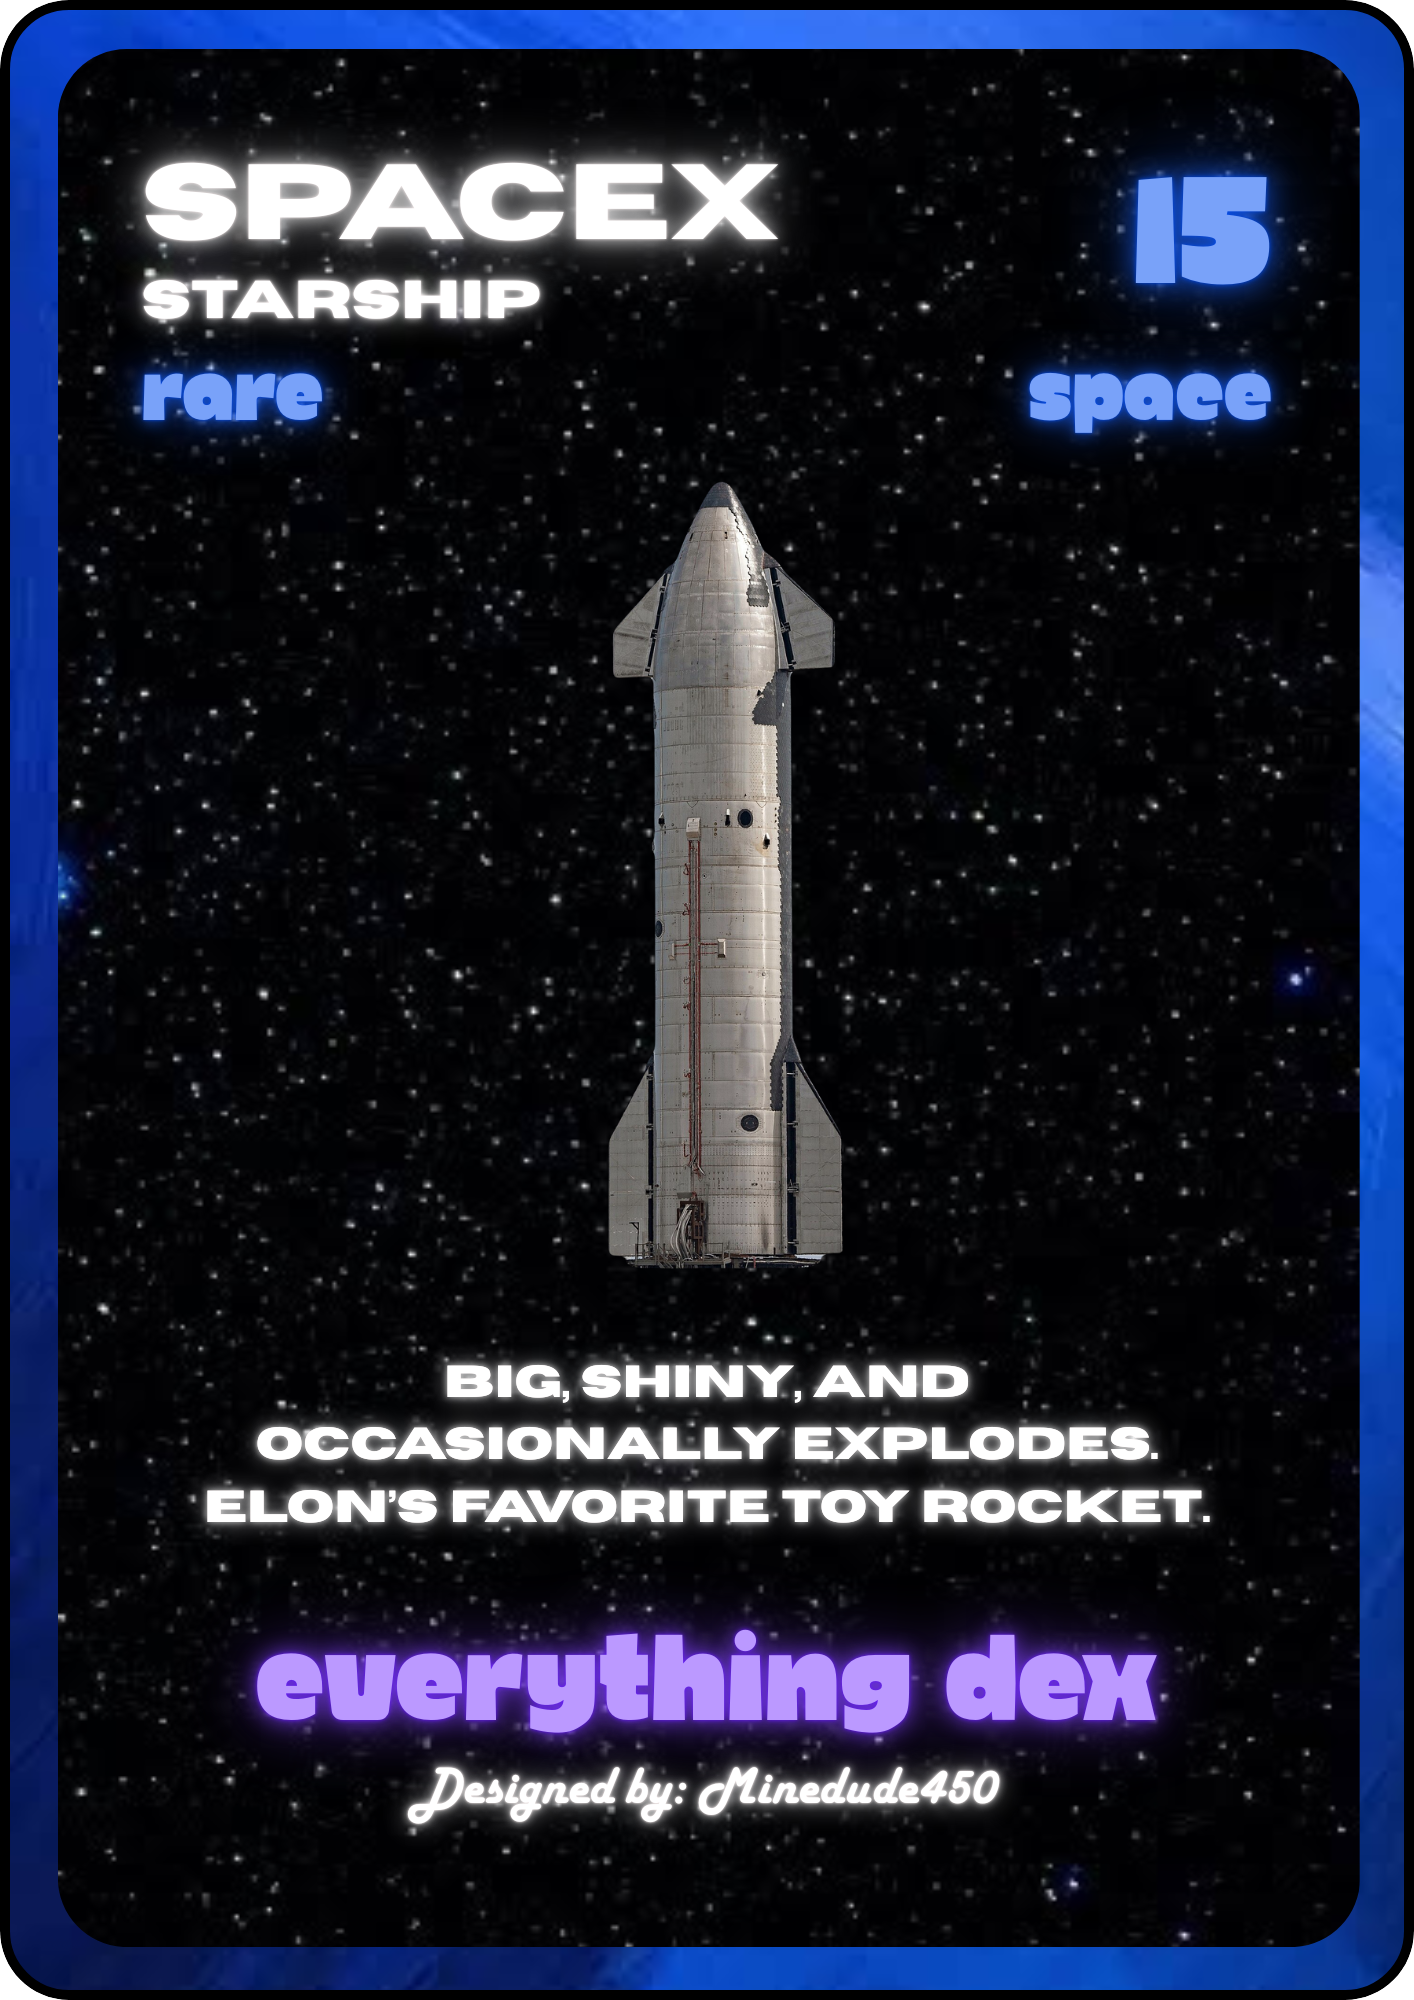 SPACEX
15
STARSHIP
rare
space
BIG, SHINY, AND
OCCASIONALLY EXPLODES.
ELON'S FAVORITE TOY ROCKET.
everything dex
Designed by: Minedude450